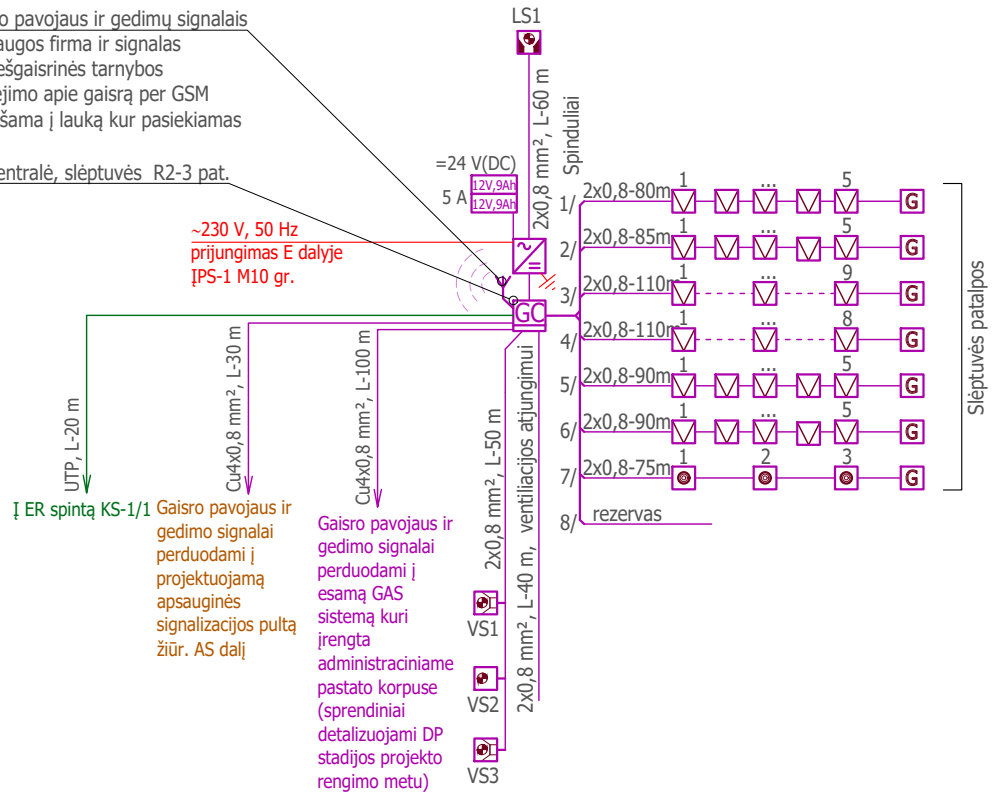 o pavojaus ir gedimų signalais
augos firma ir signalas
ešgaisrinės tarnybos
ėjimo apie gaisrą per GSM
šama į lauką kur pasiekiamas
entralė, slėptuvės R2-3 pat.
LS1
2x0,8 mm², L-60 m
Spinduliai
=24 V(DC)
5 A
12V,9Ah
12V,9Ah
~230 V, 50 Hz
prijungimas E dalyje
ĮPS-1 M10 gr.
GC
1/ 2x0,8-80m 1 ... 5 G
2/ 2x0,8-85m 1 ... 5 G
3/ 2x0,8-110m 1 ... 9 G
4/ 2x0,8-110m 1 ... 8 G
5/ 2x0,8-90m 1 ... 5 G
6/ 2x0,8-90m 1 ... 5 G
7/ 2x0,8-75m 1 2 3 G
8/ rezervas
Slėptuvės patalpos
UTP, L-20 m
Į ER spintą KS-1/1
Cu4x0,8 mm², L-30 m
Gaisro pavojaus ir
gedimo signalai
perduodami į
projektuojamą
apsauginės
signalizacijos pultą
žiūr. AS dalį
Cu4x0,8 mm², L-100 m
Gaisro pavojaus ir
gedimo signalai
perduodami į
esamą GAS
sistemą kuri
įrengta
administraciniame
pastato korpuse
(sprendiniai
detalizuojami DP
stadijos projekto
rengimo metu)
2x0,8 mm², L-50 m
VS1
VS2
VS3
2x0,8 mm², L-40 m, ventiliacijos atjungimui